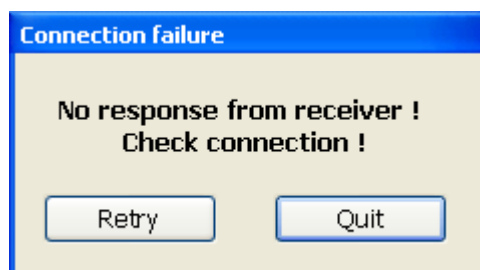 Connection failure
No response from receiver !
Check connection !
Retry Quit